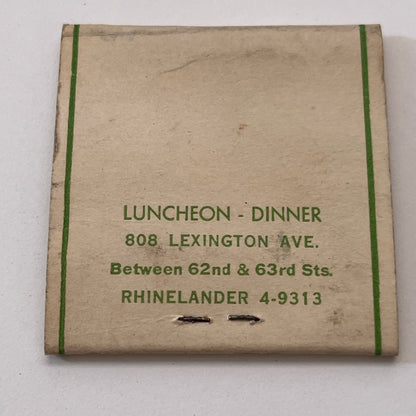 LUNCHEON - DINNER
808 LEXINGTON AVE.
Between 62nd & 63rd Sts.
RHINELANDER 4-9313